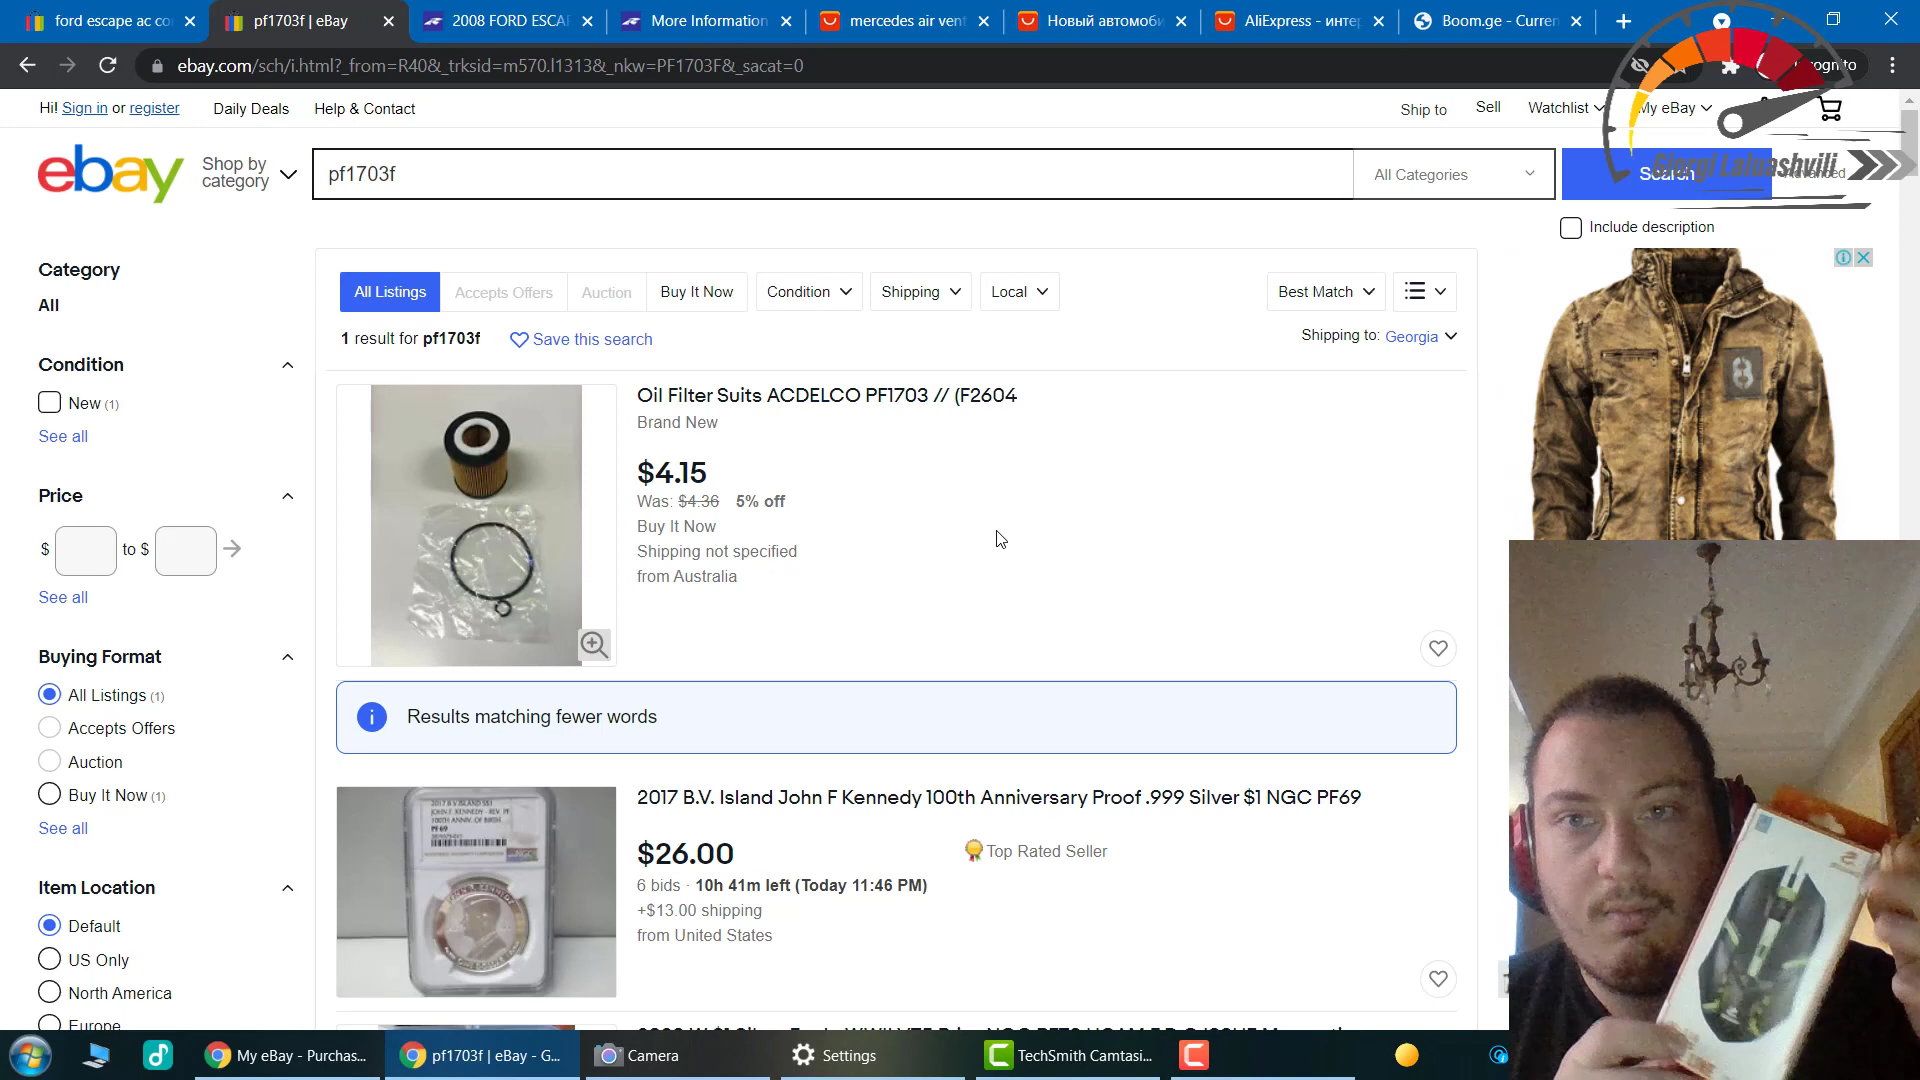 ford escape ac co
pf1703f | eBay
2008 FORD ESCA
More Information
mercedes air vent
Новый автомоби
AliExpress - интер
Boom.ge - Curren
ebay.com/sch/i.html?_from=R40&_trksid=m570.l1313&_nkw=PF1703F&_sacat=0
Hi! Sign in or register
Daily Deals
Help & Contact
Ship to
Sell
Watchlist
My eBay
ebay
Shop by
category
pf1703f
All Categories
Search
Advanced
Giorgi Laluashvili
Include description
Category
All
Condition
New (1)
See all
Price
$ to $
See all
Buying Format
All Listings (1)
Accepts Offers
Auction
Buy It Now (1)
See all
Item Location
Default
US Only
North America
Europe
All Listings
Accepts Offers
Auction
Buy It Now
Condition
Shipping
Local
Best Match
1 result for pf1703f
Save this search
Shipping to: Georgia
Oil Filter Suits ACDELCO PF1703 // (F2604
Brand New
$4.15
Was: $4.36 5% off
Buy It Now
Shipping not specified
from Australia
Results matching fewer words
2017 B.V. Island John F Kennedy 100th Anniversary Proof .999 Silver $1 NGC PF69
$26.00
Top Rated Seller
6 bids · 10h 41m left (Today 11:46 PM)
+$13.00 shipping
from United States
My eBay - Purchas...
pf1703f | eBay - G...
Camera
Settings
TechSmith Camtasi...